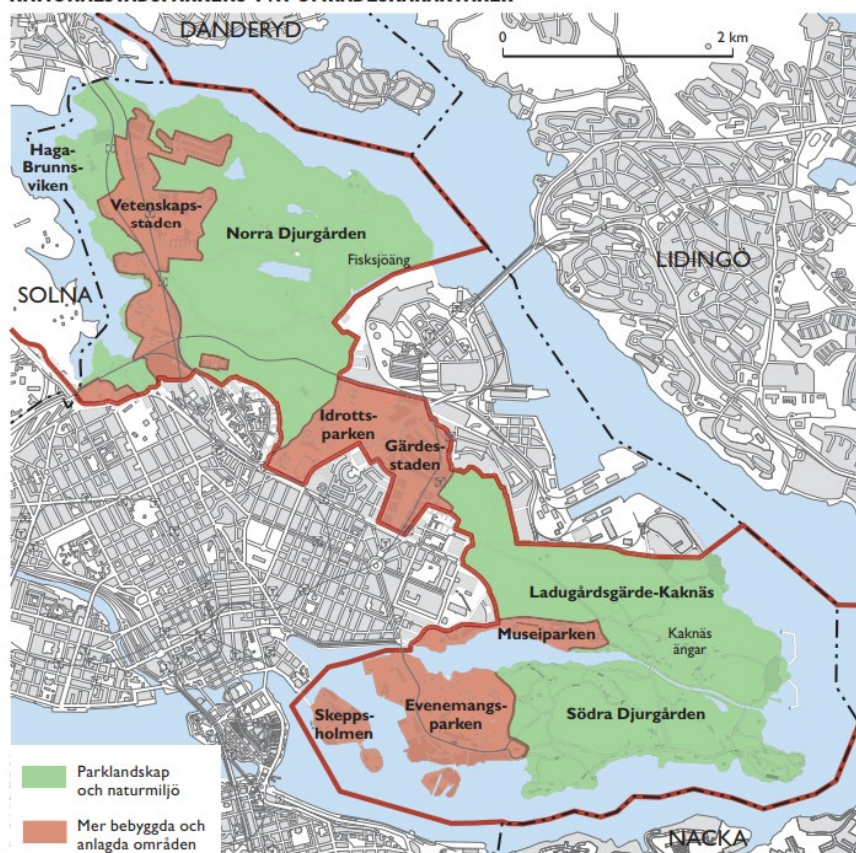 DANDERYD
0
2 km
Haga-
Brunns-
viken
Vetenskaps-
staden
Norra Djurgården
Fisksjöäng
LIDINGÖ
SOLNA
Idrotts-
parken
Gärdes-
staden
Ladugårdsgärde-Kaknäs
Museiparken
Kaknäs
ängar
Evenemangs-
parken
Skepps-
holmen
Södra Djurgården
Parklandskap
och naturmiljö
Mer bebyggda och
anlagda områden
NACKA